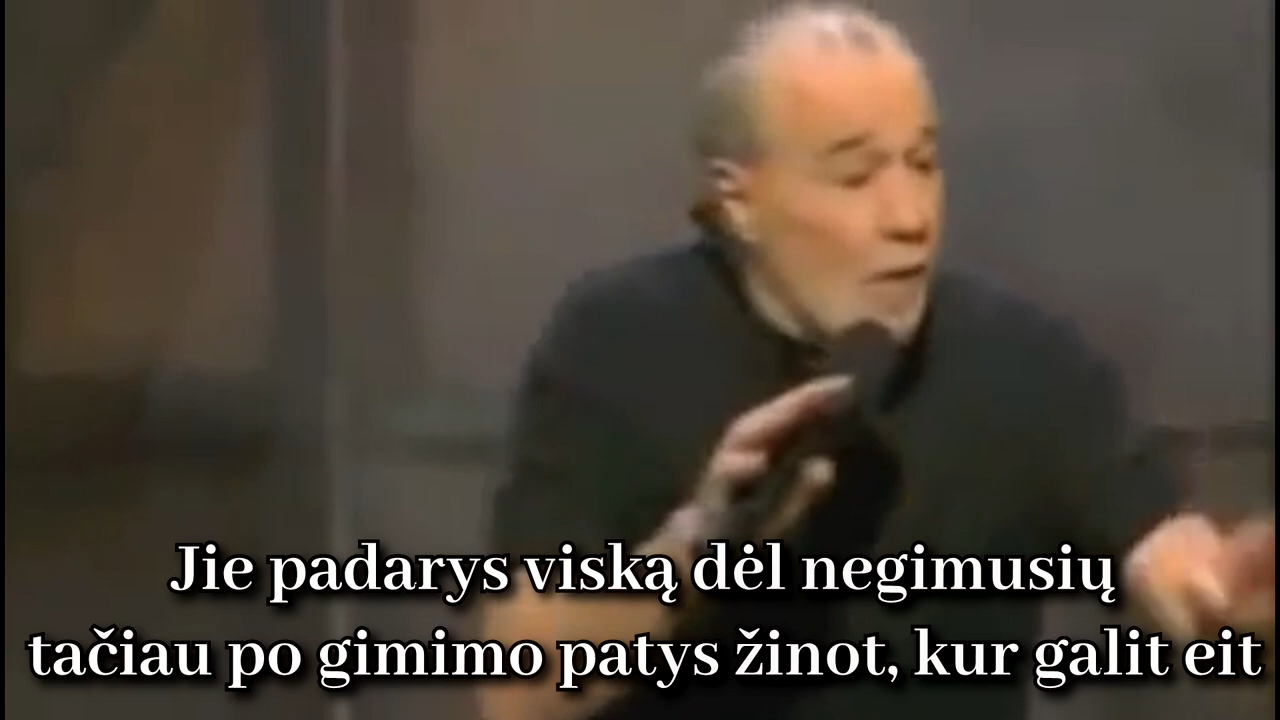 Jie padarys viską dėl negimusių
tačiau po gimimo patys žinot, kur galit eit